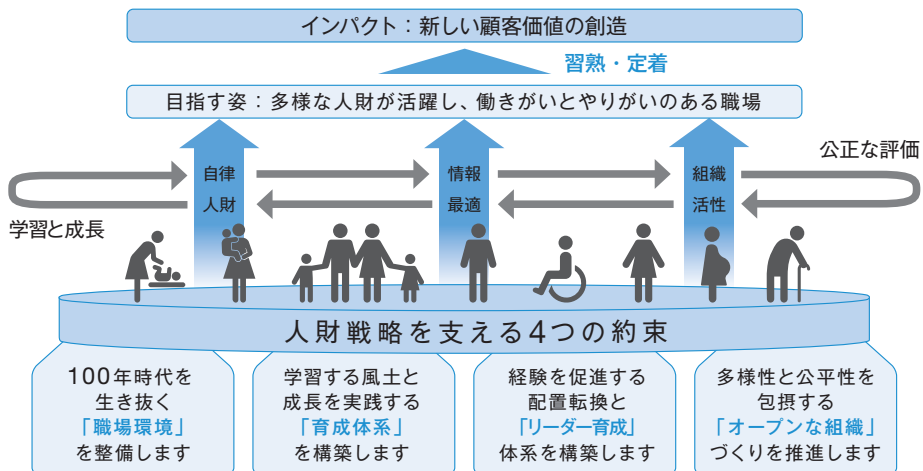 インパクト：新しい顧客価値の創造
習熟・定着
目指す姿：多様な人財が活躍し、働きがいとやりがいのある職場
公正な評価
自律
人財
情報
最適
組織
活性
学習と成長
人財戦略を支える4つの約束
100年時代を
生き抜く
「職場環境」
を整備します
学習する風土と
成長を実践する
「育成体系」
を構築します
経験を促進する
配置転換と
「リーダー育成」
体系を構築します
多様性と公平性を
包摂する
「オープンな組織」
づくりを推進します